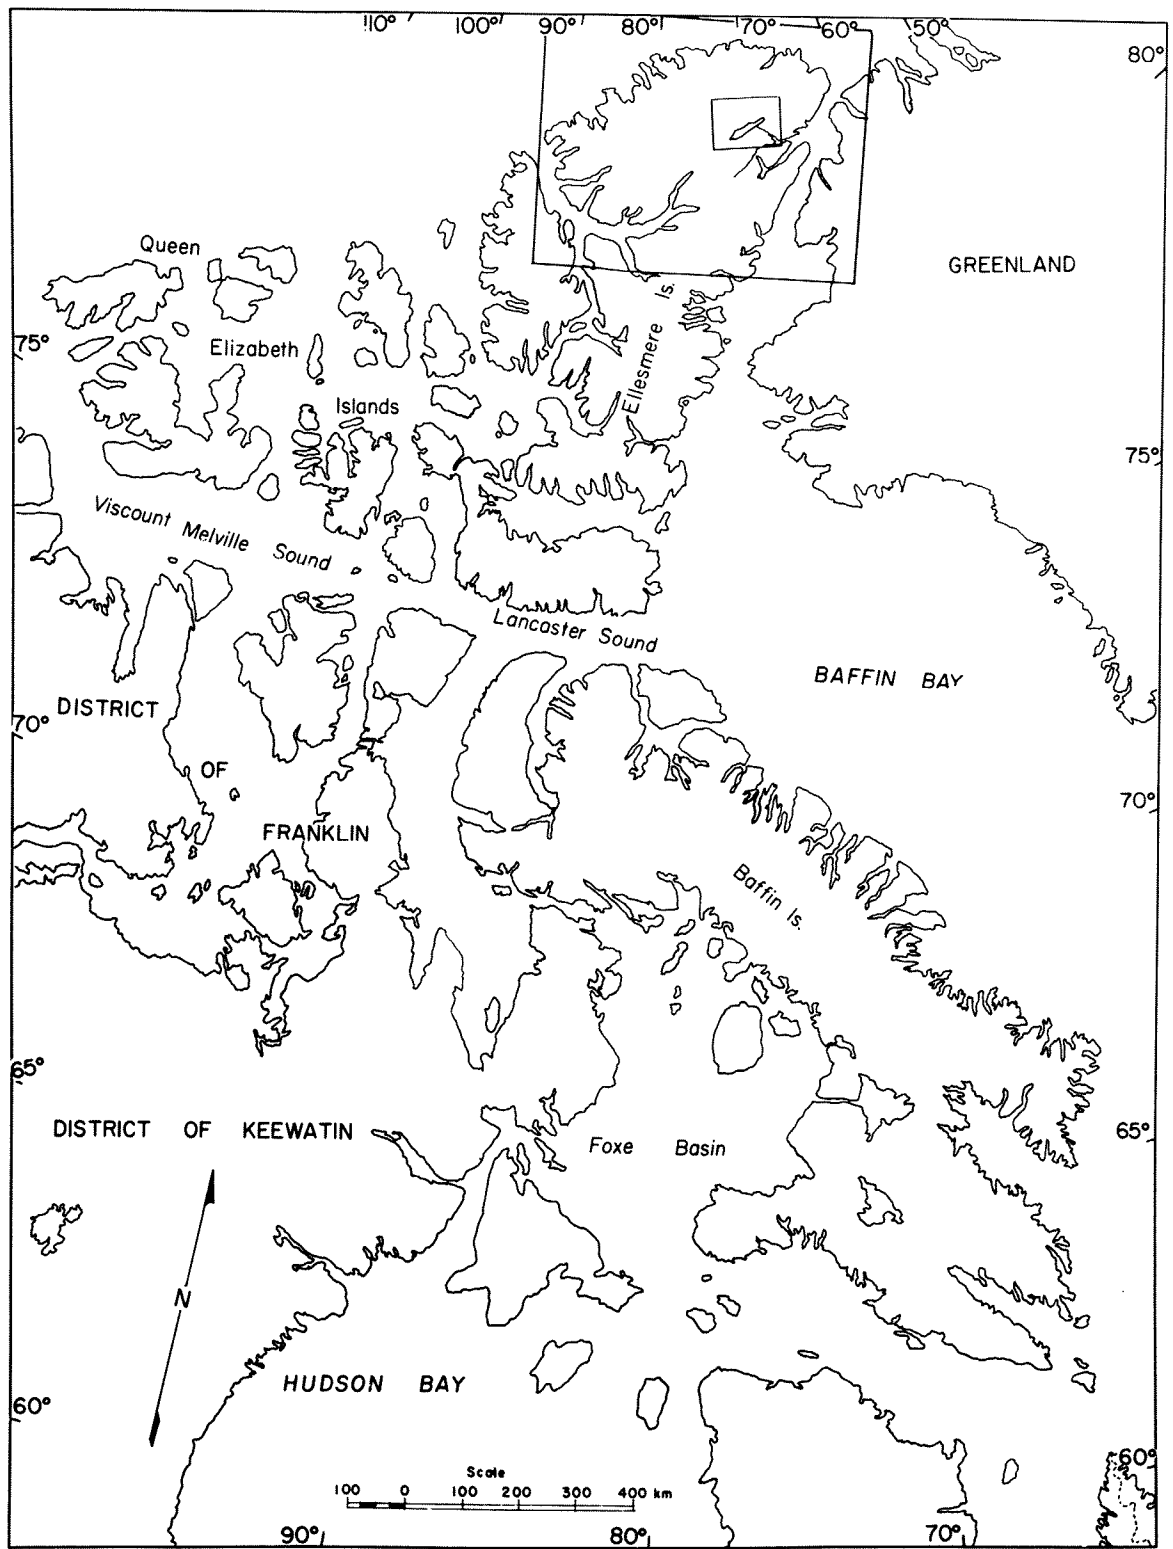 110° 100° 90° 80° 70° 60° 50°
80°
Queen
GREENLAND
Ellesmere Is.
75°
Elizabeth
Islands
75°
Viscount Melville Sound
Lancaster Sound
BAFFIN BAY
DISTRICT
70°
OF
70°
FRANKLIN
Baffin Is.
65°
DISTRICT OF KEEWATIN
Foxe Basin
65°
N
HUDSON BAY
60°
60°
Scale
100 0 100 200 300 400 km
90° 80° 70°